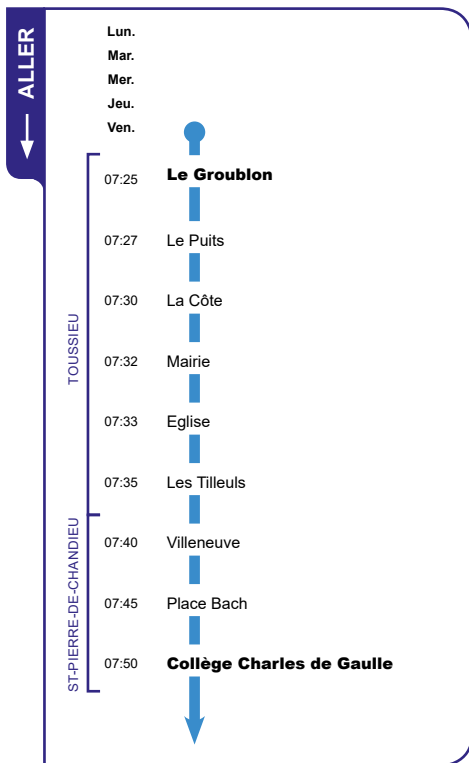 ALLER
Lun.
Mar.
Mer.
Jeu.
Ven.
TOUSSIEU
07:25 Le Groublon
07:27 Le Puits
07:30 La Côte
07:32 Mairie
07:33 Eglise
07:35 Les Tilleuls
ST-PIERRE-DE-CHANDIEU
07:40 Villeneuve
07:45 Place Bach
07:50 Collège Charles de Gaulle